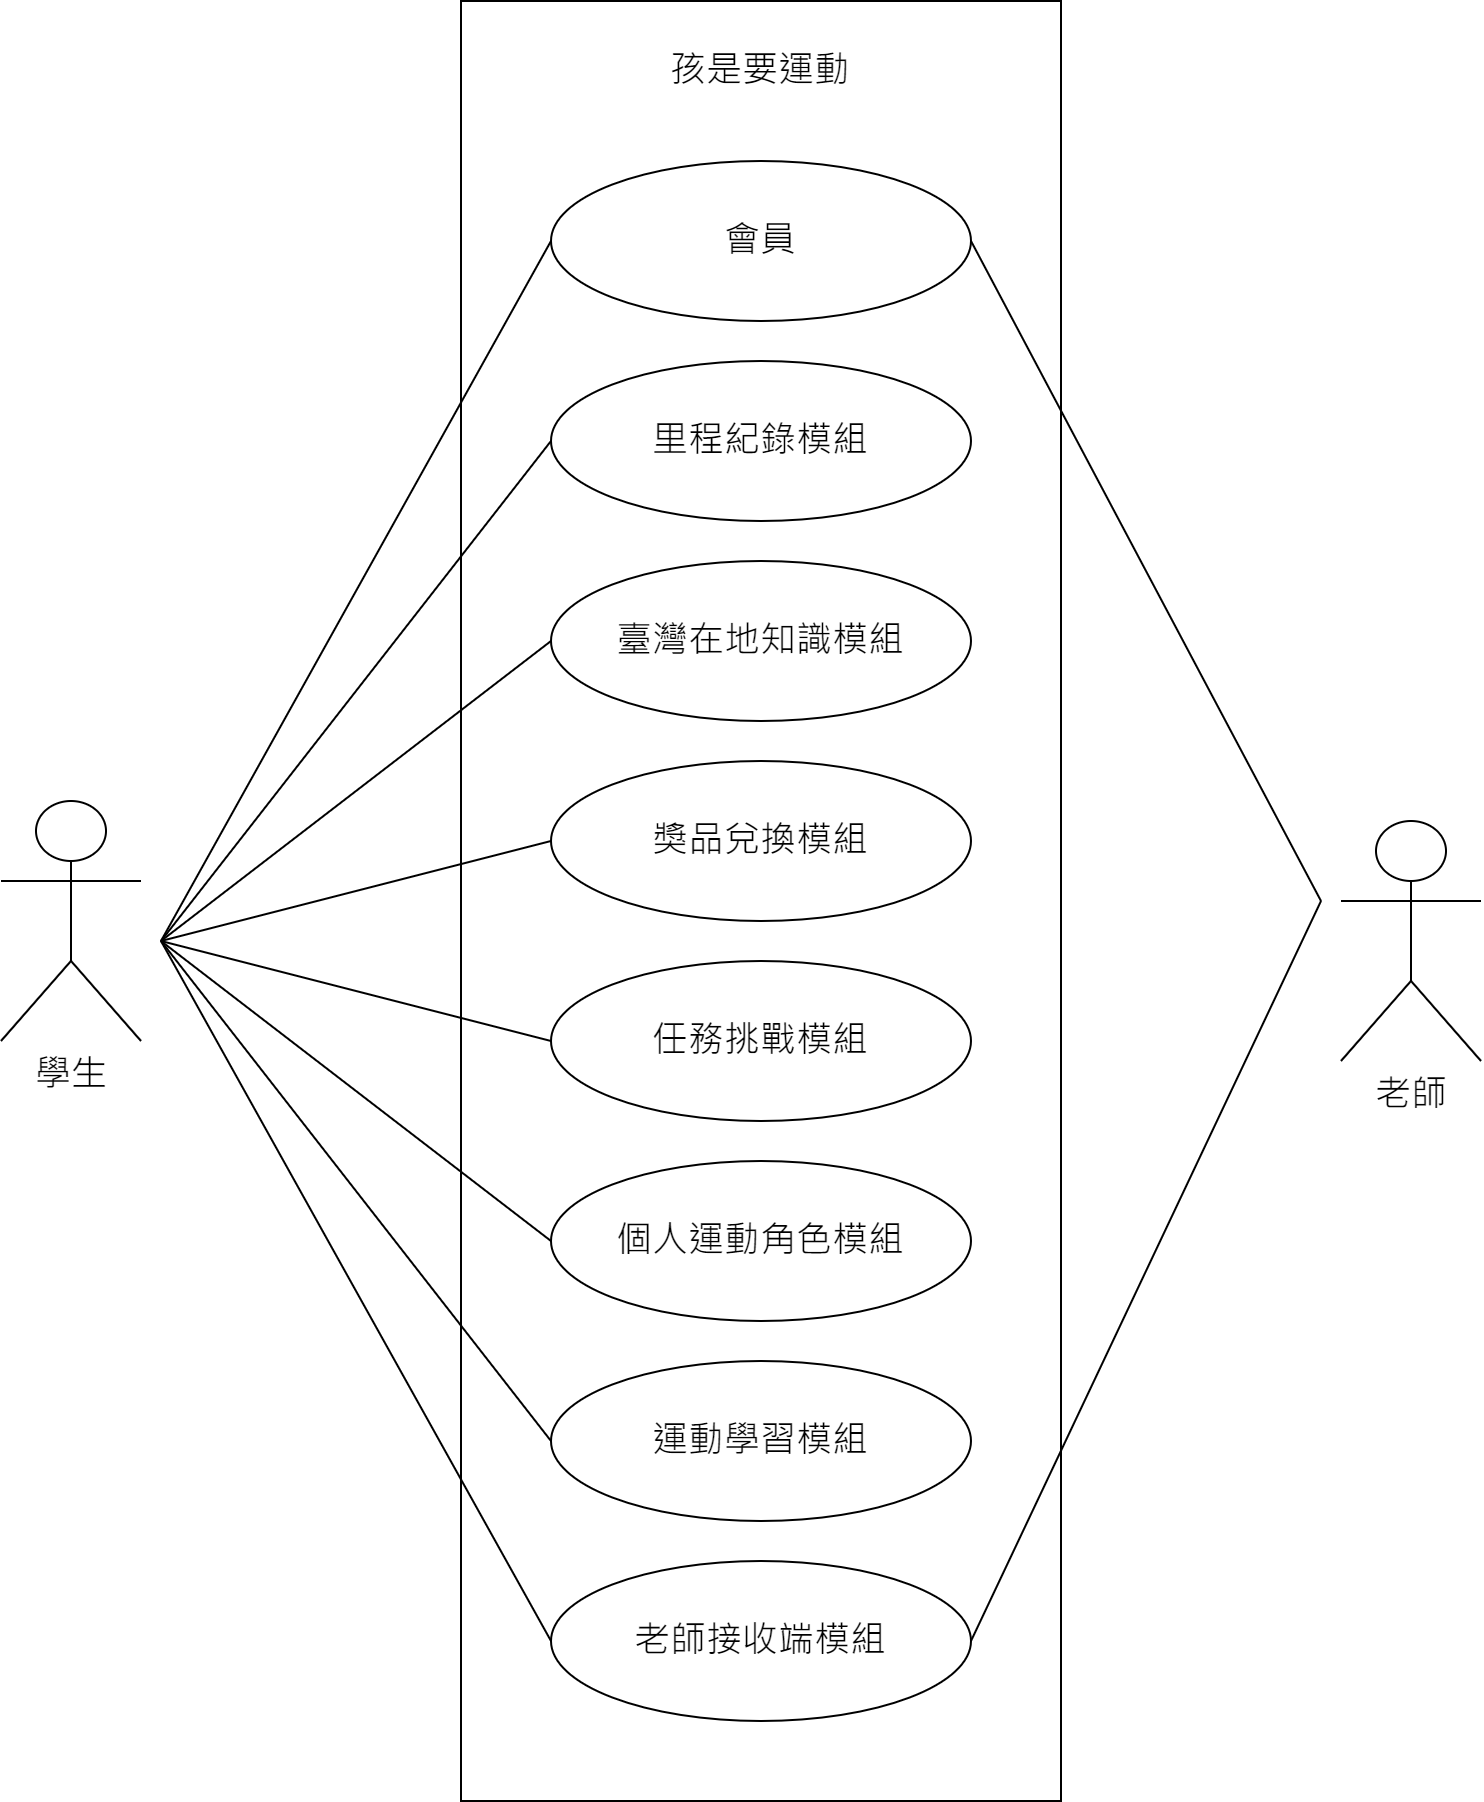 孩是要運動
會員
里程紀錄模組
臺灣在地知識模組
獎品兌換模組
任務挑戰模組
個人運動角色模組
運動學習模組
老師接收端模組
學生
老師